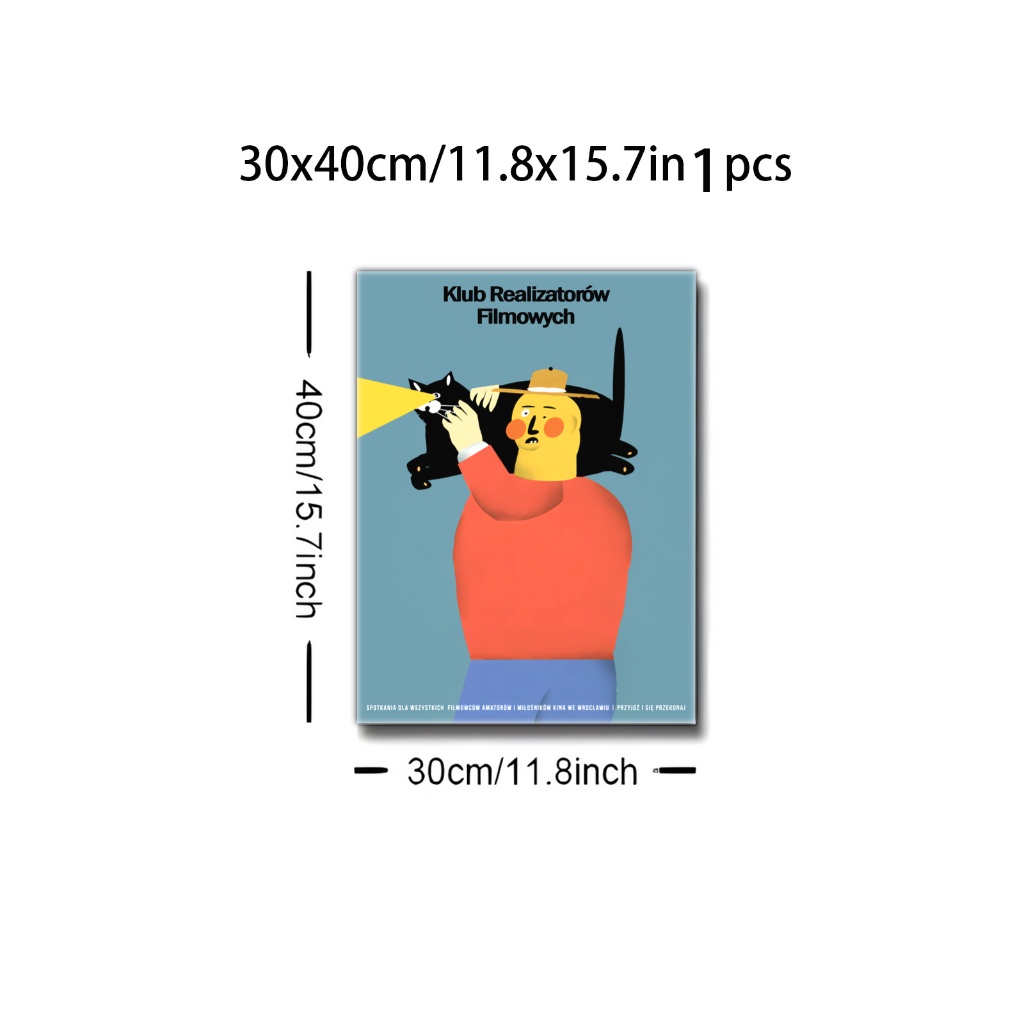 30x40cm/11.8x15.7in 1 pcs
Klub Realizatorów
Filmowych
40cm/15.7inch
SPOTKANIA DLA WSZYSTKICH FILMOWCÓW AMATORÓW I MIŁOŚNIKÓW KINA WE WROCŁAWIU | PRZYJDŹ I SIĘ PRZEKONAJ
30cm/11.8inch